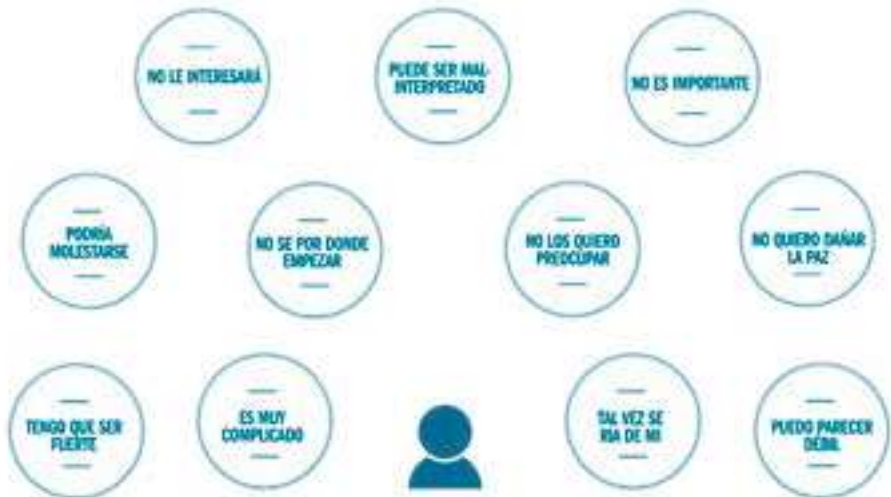 NO LE INTERESARÁ
PUEDE SER MAL-
INTERPRETADO
NO ES IMPORTANTE
PODRÍA
MOLESTARSE
NO SE POR DONDE
EMPEZAR
NO LOS QUIERO
PREOCUPAR
NO QUIERO DAÑAR
LA PAZ
TENGO QUE SER
FUERTE
ES MUY
COMPLICADO
TAL VEZ SE
RIA DE MI
PUEDO PARECER
DEBIL